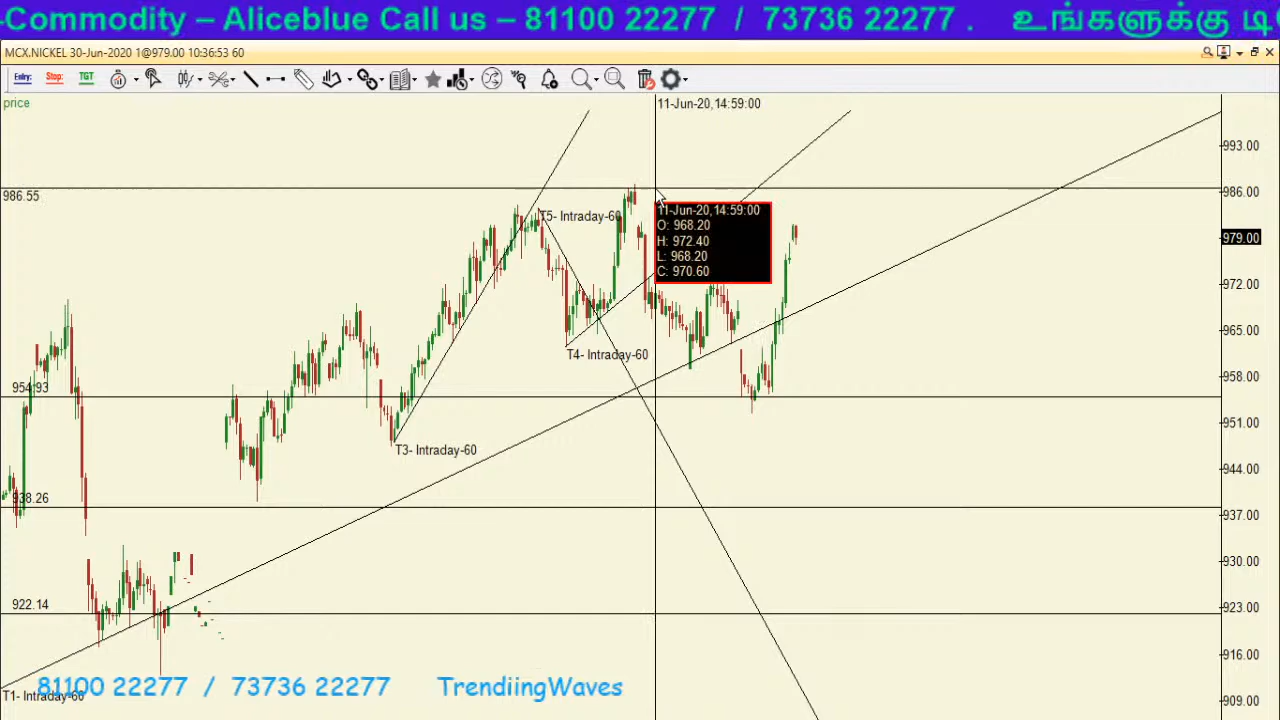 -Commodity – Aliceblue Call us – 81100 22277 / 73736 22277 . உங்களுக்கு டி
MCX.NICKEL 30-Jun-2020 1@979.00 10:36:53 60
Entry: Stop: TGT
price
11-Jun-20,14:59:00
993.00
986.55
986.00
T5- Intraday-60
11-Jun-20,14:59:00
O: 968.20
H: 972.40
L: 968.20
C: 970.60
979.00
972.00
965.00
T4- Intraday-60
958.00
954.93
951.00
T3- Intraday-60
944.00
938.26
937.00
930.00
922.14
923.00
916.00
T1- Intraday-60
81100 22277 / 73736 22277 TrendiingWaves
909.00